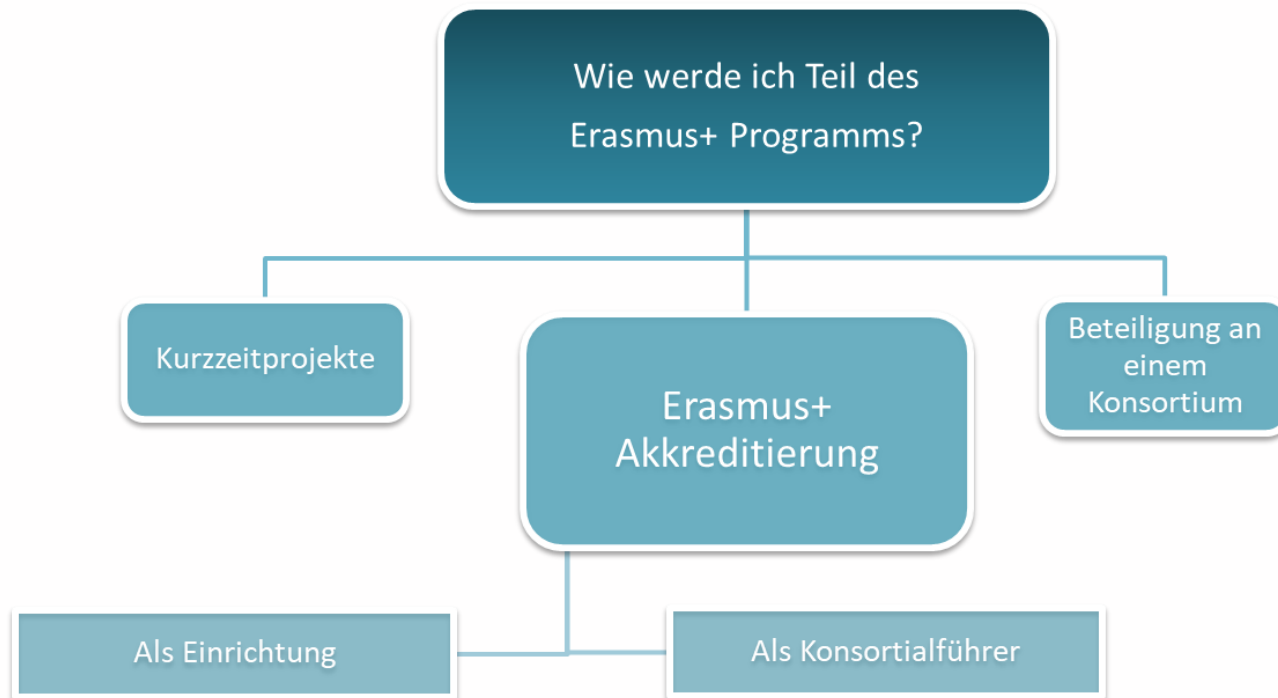 Wie werde ich Teil des
Erasmus+ Programms?
Kurzzeitprojekte
Erasmus+
Akkreditierung
Beteiligung an
einem
Konsortium
Als Einrichtung
Als Konsortialführer